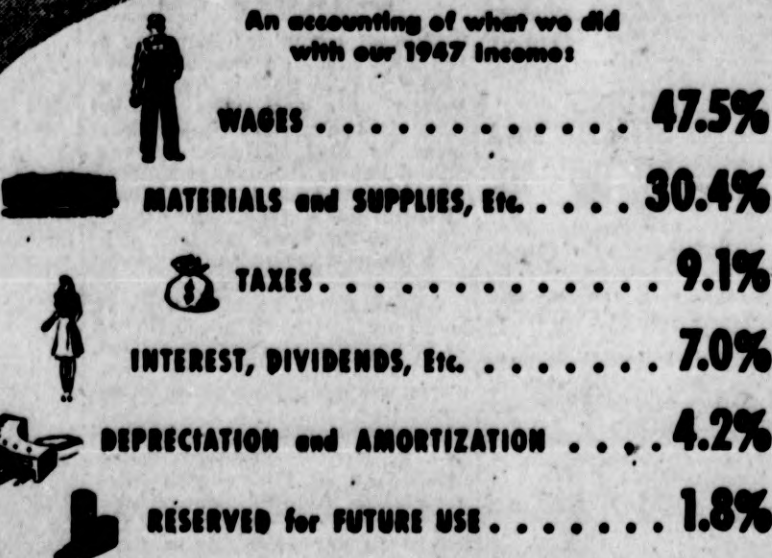 An accounting of what we did
with our 1947 Income:
WAGES . . . . . . . . . . . . 47.5%
MATERIALS and SUPPLIES, Etc. . . . . 30.4%
$ TAXES . . . . . . . . . . . . . 9.1%
INTEREST, DIVIDENDS, Etc. . . . . . . . 7.0%
DEPRECIATION and AMORTIZATION . . . . 4.2%
RESERVED for FUTURE USE . . . . . . . 1.8%